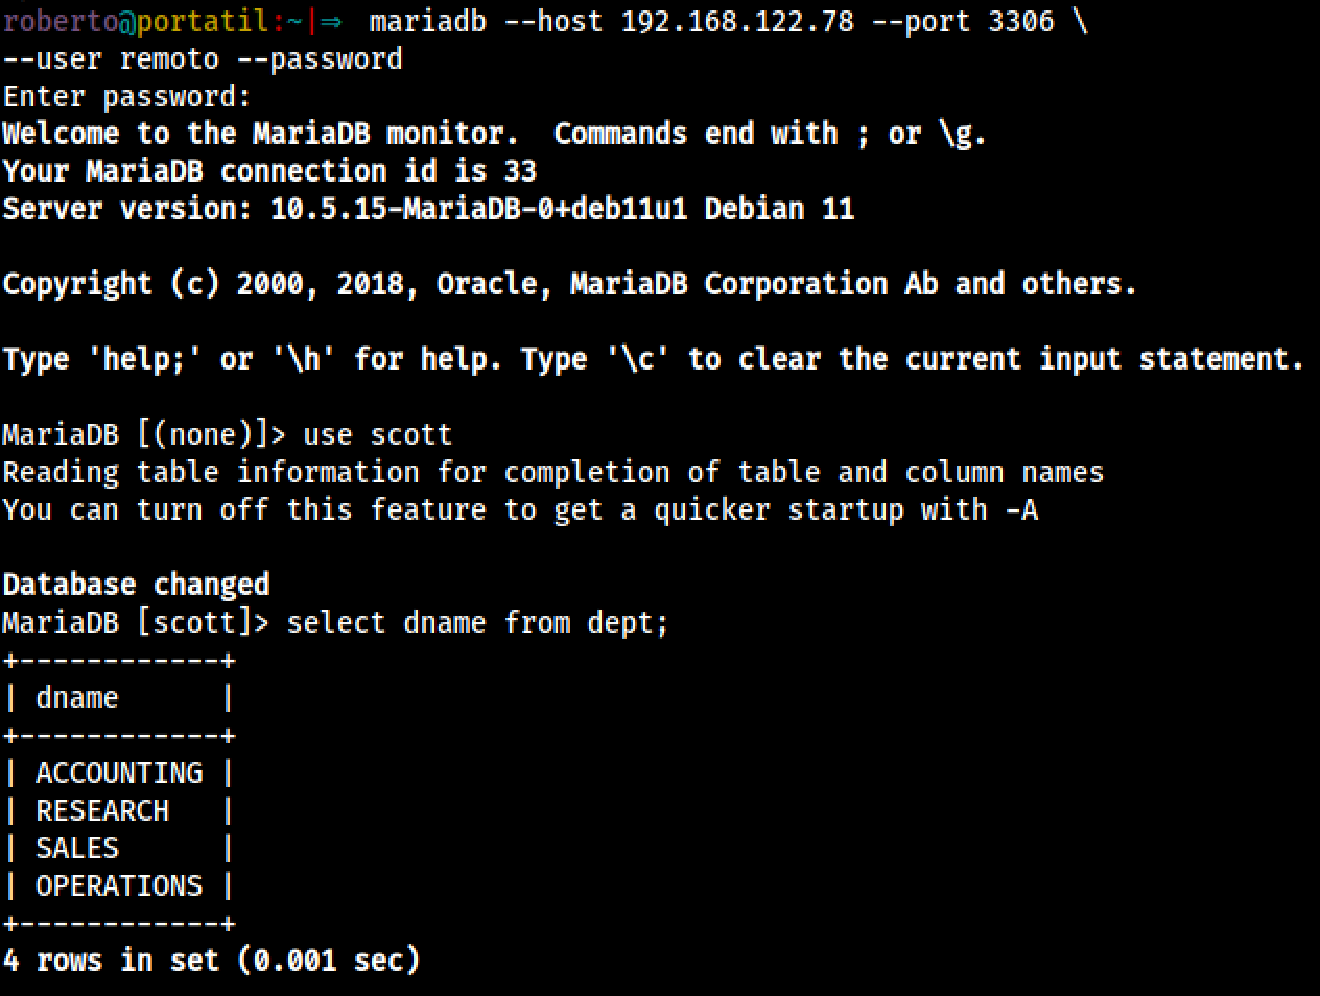 roberto@portatil:~|⇒  mariadb --host 192.168.122.78 --port 3306 \
--user remoto --password
Enter password:
Welcome to the MariaDB monitor.  Commands end with ; or \g.
Your MariaDB connection id is 33
Server version: 10.5.15-MariaDB-0+deb11u1 Debian 11
Copyright (c) 2000, 2018, Oracle, MariaDB Corporation Ab and others.
Type 'help;' or '\h' for help. Type '\c' to clear the current input statement.
MariaDB [(none)]> use scott
Reading table information for completion of table and column names
You can turn off this feature to get a quicker startup with -A
Database changed
MariaDB [scott]> select dname from dept;
+------------+
| dname      |
+------------+
| ACCOUNTING |
| RESEARCH   |
| SALES      |
| OPERATIONS |
+------------+
4 rows in set (0.001 sec)